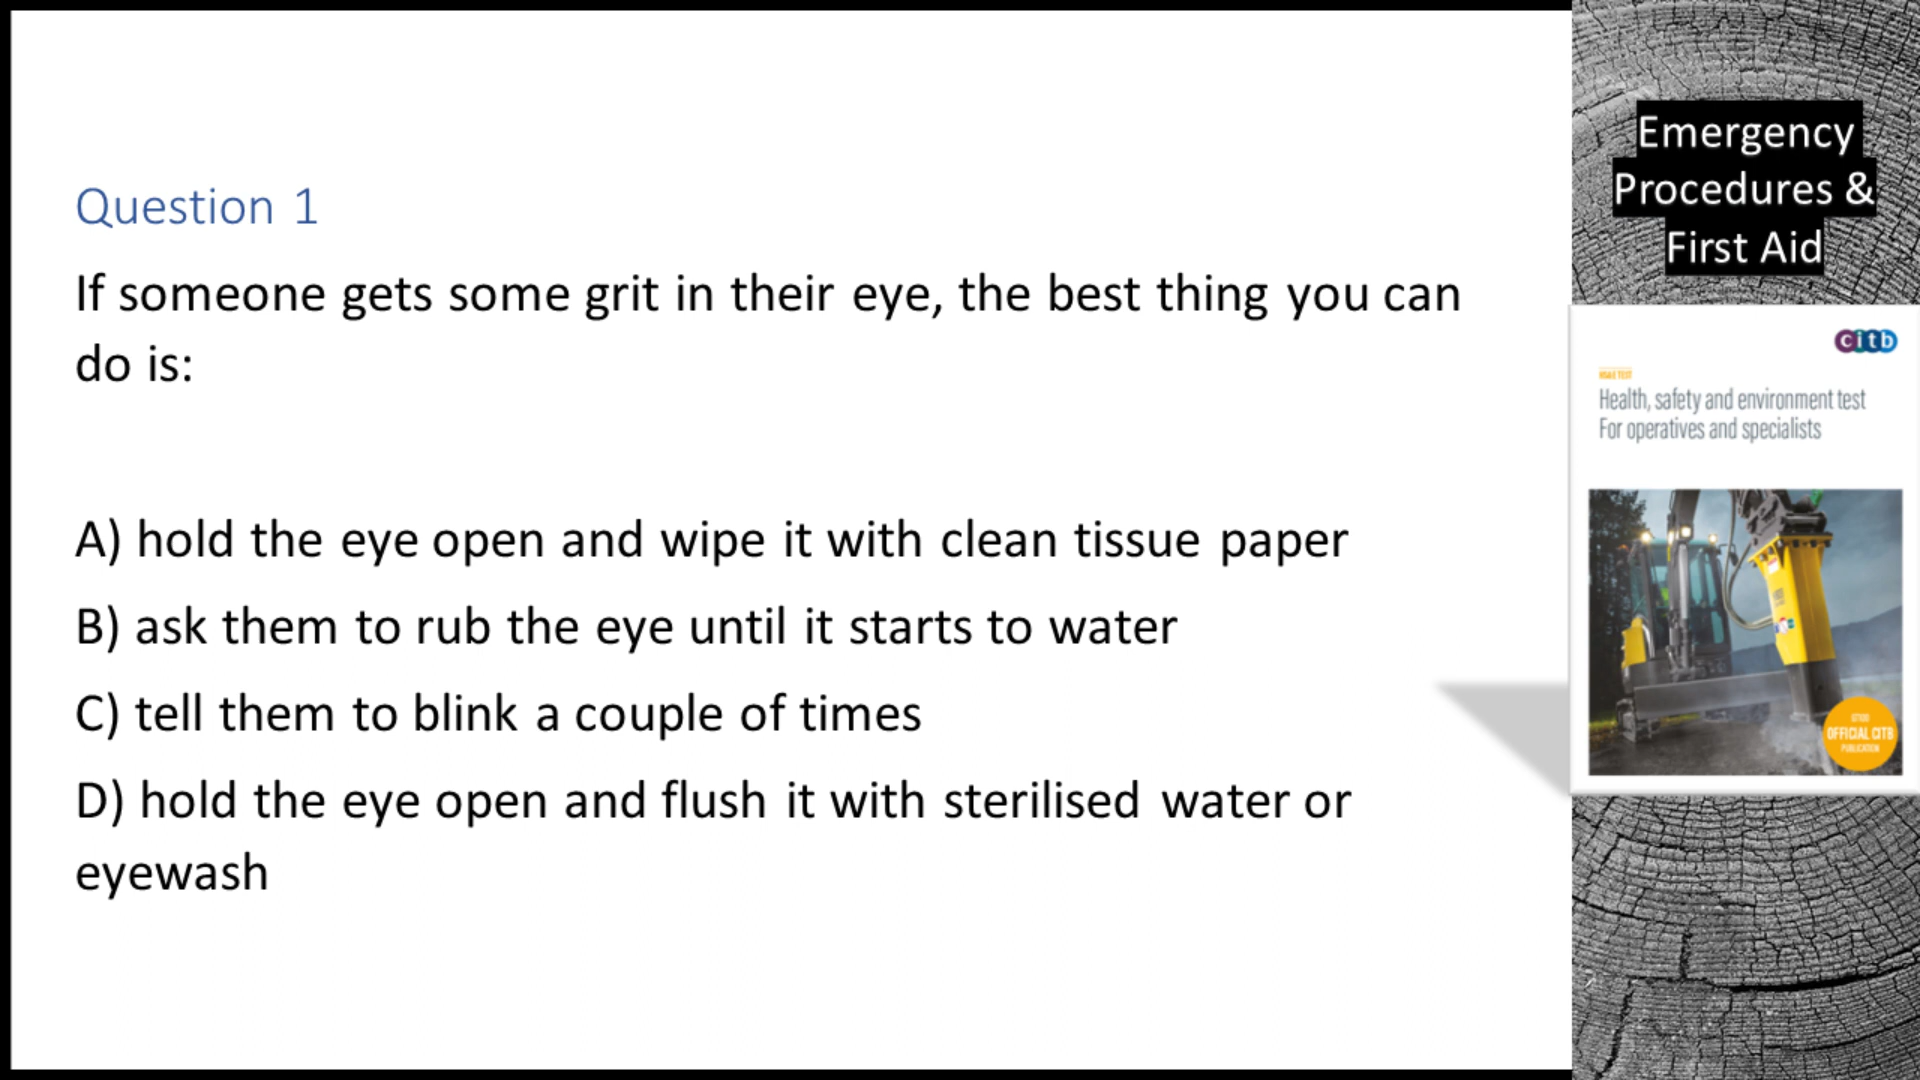 Question 1
If someone gets some grit in their eye, the best thing you can
do is:
A) hold the eye open and wipe it with clean tissue paper
B) ask them to rub the eye until it starts to water
C) tell them to blink a couple of times
D) hold the eye open and flush it with sterilised water or
eyewash
Emergency
Procedures &
First Aid
citb
HS&E TEST
Health, safety and environment test
For operatives and specialists
OFFICIAL CITB
PUBLICATION